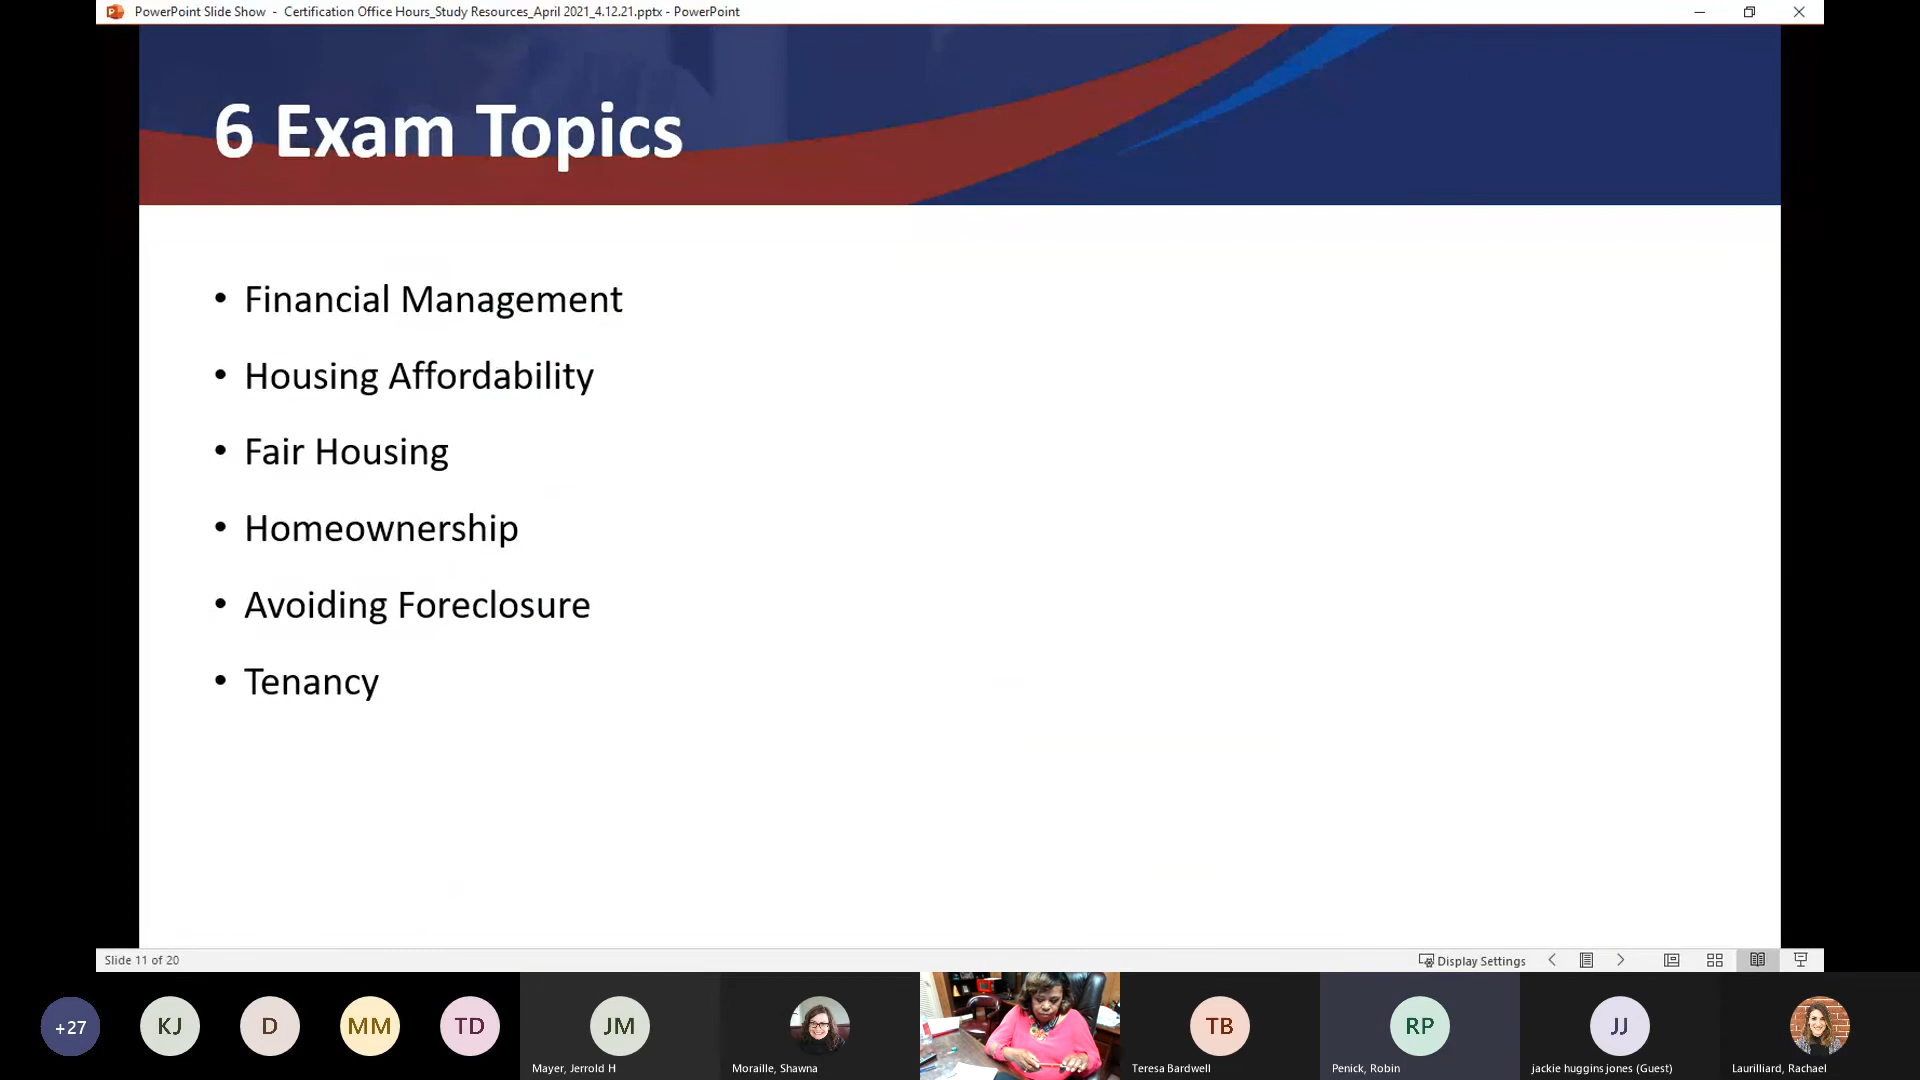 PowerPoint Slide Show - Certification Office Hours_Study Resources_April 2021_4.12.21.pptx - PowerPoint
6 Exam Topics
• Financial Management
• Housing Affordability
• Fair Housing
• Homeownership
• Avoiding Foreclosure
• Tenancy
Slide 11 of 20
Display Settings
+27
KJ
D
MM
TD
JM
TB
RP
JJ
Mayer, Jerrold H
Moraille, Shawna
Teresa Bardwell
Penick, Robin
jackie huggins jones (Guest)
Laurilliard, Rachael